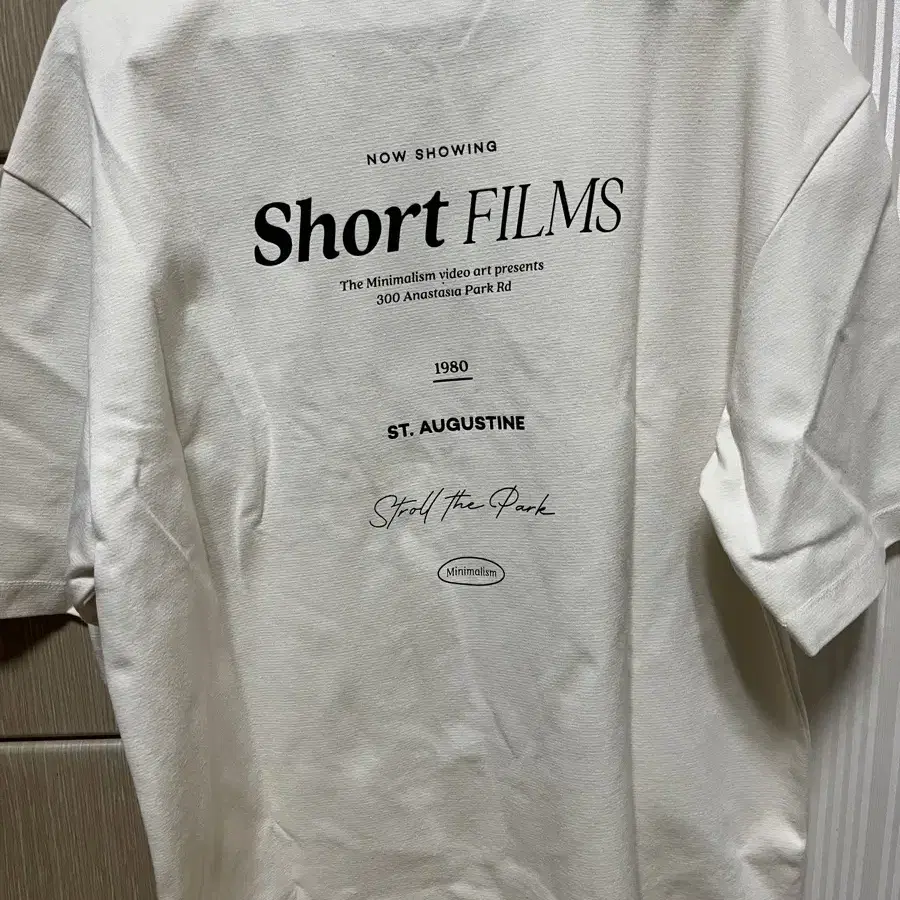 NOW SHOWING
Short FILMS
The Minimalism video art presents
300 Anastasia Park Rd
1980
ST. AUGUSTINE
Stroll the Park
Minimalism